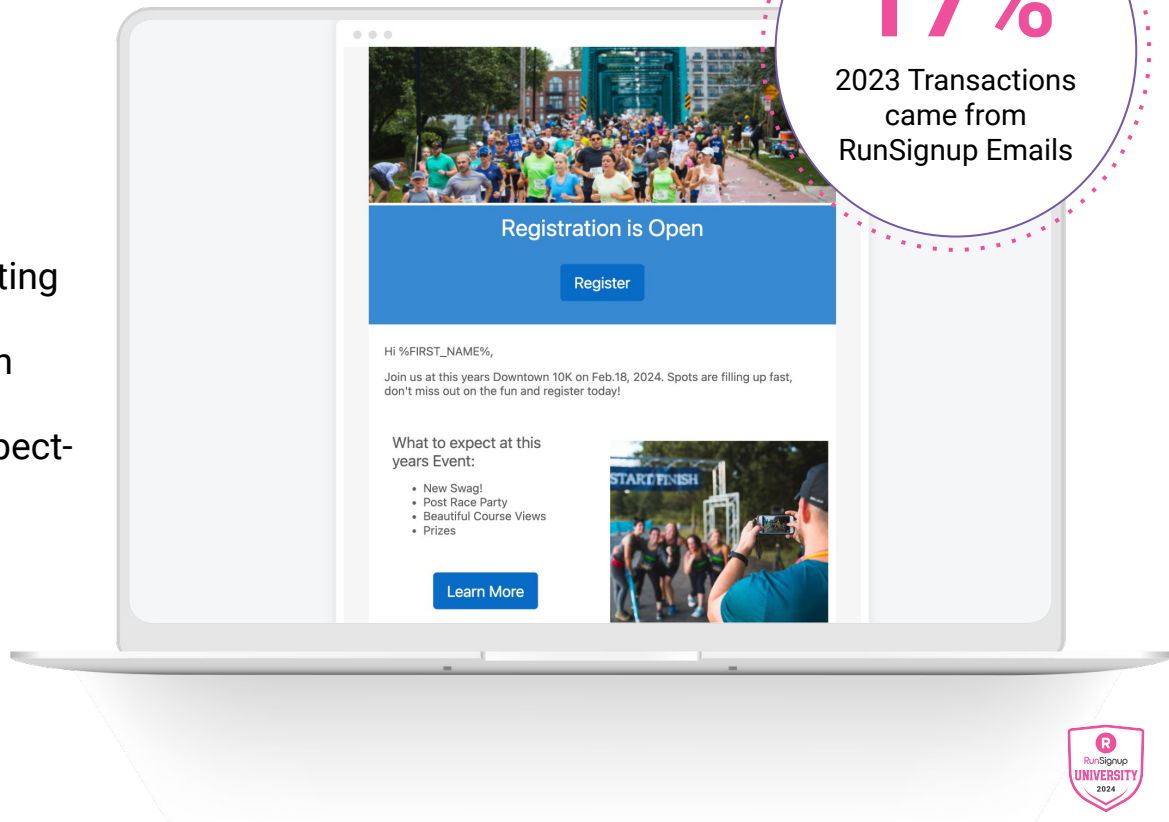 17%
2023 Transactions
came from
RunSignup Emails
Registration is Open
Register
Hi %FIRST_NAME%,
Join us at this years Downtown 10K on Feb.18, 2024. Spots are filling up fast,
don't miss out on the fun and register today!
What to expect at this
years Event:
• New Swag!
• Post Race Party
• Beautiful Course Views
• Prizes
Learn More
START/FINISH
R
RunSignup
UNIVERSITY
2024